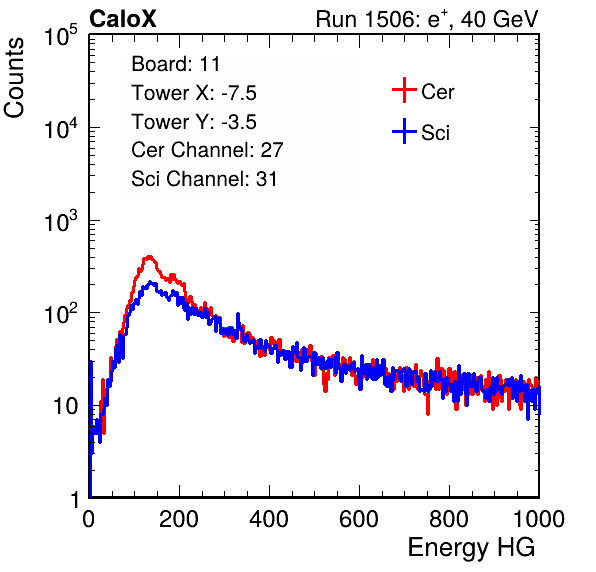 CaloX Run 1506: e⁺, 40 GeV
Counts
10⁵
10⁴
10³
10²
10
1
Board: 11
Tower X: -7.5
Tower Y: -3.5
Cer Channel: 27
Sci Channel: 31
Cer
Sci
0 200 400 600 800 1000
Energy HG